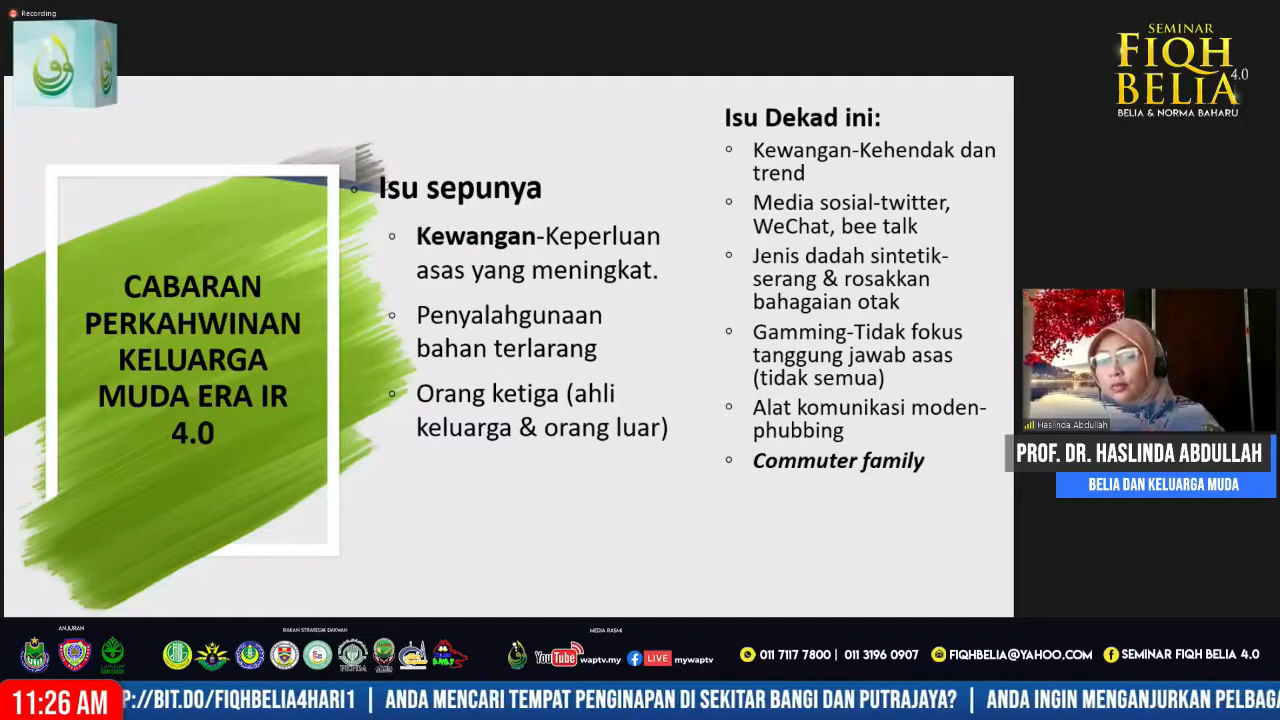 Recording
SEMINAR
FIQH
BELIA 4.0
BELIA & NORMA BAHARU
CABARAN
PERKAHWINAN
KELUARGA
MUDA ERA IR
4.0
Isu sepunya
Kewangan-Keperluan
asas yang meningkat.
Penyalahgunaan
bahan terlarang
Orang ketiga (ahli
keluarga & orang luar)
Isu Dekad ini:
Kewangan-Kehendak dan
trend
Media sosial-twitter,
WeChat, bee talk
Jenis dadah sintetik-
serang & rosakkan
bahagaian otak
Gamming-Tidak fokus
tanggung jawab asas
(tidak semua)
Alat komunikasi moden-
phubbing
Commuter family
Haslinda Abdullah
PROF. DR. HASLINDA ABDULLAH
BELIA DAN KELUARGA MUDA
ANJURAN
RAKAN STRATEGIK DAKWAH
MEDIA RASMI
YouTube waptv.my LIVE mywaptv
011 7117 7800 | 011 3196 0907
FIQHBELIA@YAHOO.COM
SEMINAR FIQH BELIA 4.0
11:26 AM
P://BIT.DO/FIQHBELIA4HARI1 | ANDA MENCARI TEMPAT PENGINAPAN DI SEKITAR BANGI DAN PUTRAJAYA? | ANDA INGIN MENGANJURKAN PELBAGA